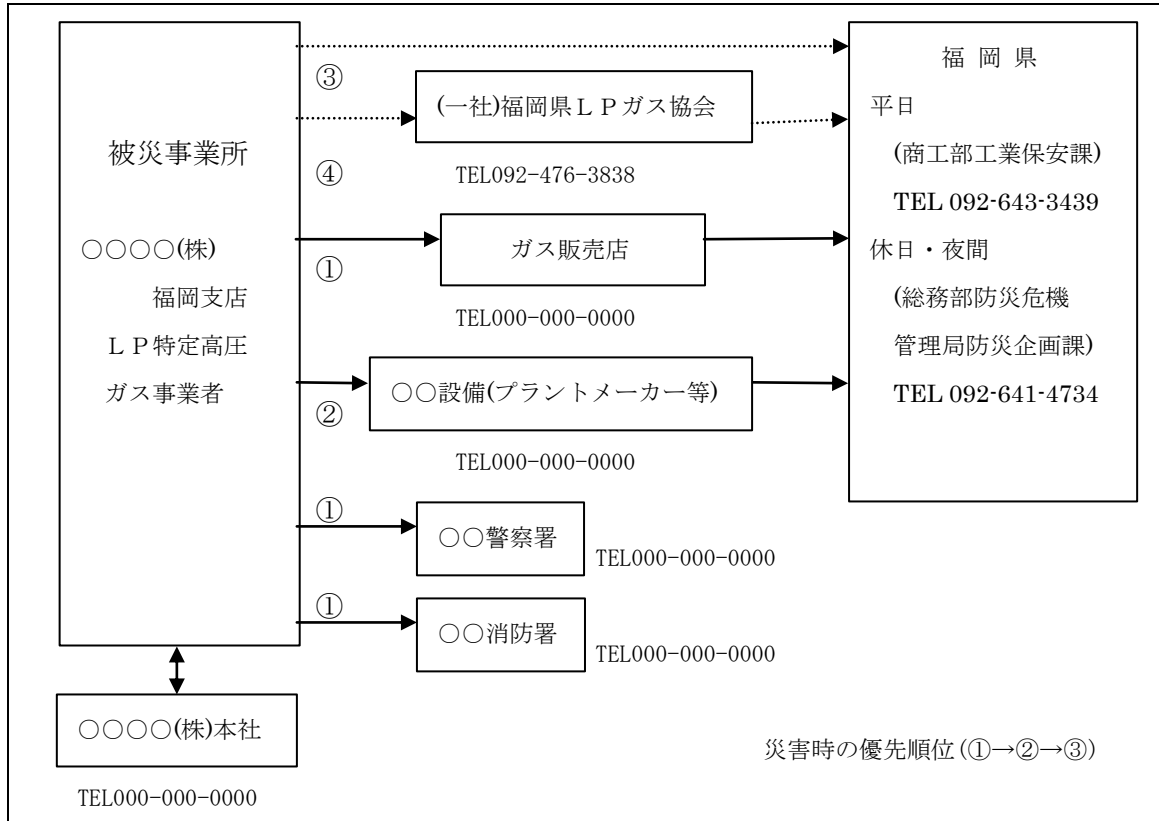 被災事業所
○○○○(株)
福岡支店
ＬＰ特定高圧
ガス事業者
③
(一社)福岡県ＬＰガス協会
④
TEL092-476-3838
①
ガス販売店
TEL000-000-0000
②
○○設備(プラントメーカー等)
TEL000-000-0000
①
○○警察署
TEL000-000-0000
①
○○消防署
TEL000-000-0000
福 岡 県
平日
(商工部工業保安課)
TEL 092-643-3439
休日・夜間
(総務部防災危機
管理局防災企画課)
TEL 092-641-4734
○○○○(株)本社
TEL000-000-0000
災害時の優先順位(①→②→③)